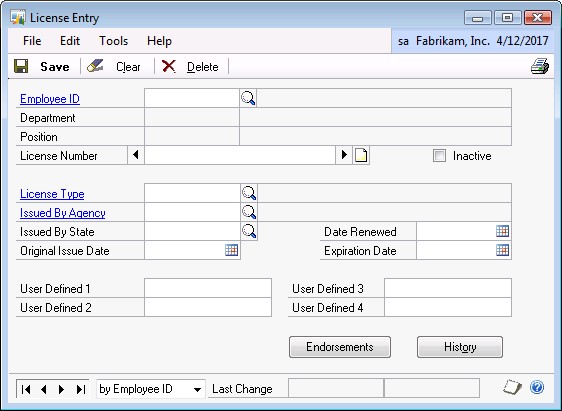 License Entry
File Edit Tools Help sa Fabrikam, Inc. 4/12/2017
Save Clear Delete
Employee ID
Department
Position
License Number Inactive
License Type
Issued By Agency
Issued By State Date Renewed
Original Issue Date Expiration Date
User Defined 1 User Defined 3
User Defined 2 User Defined 4
Endorsements History
by Employee ID Last Change